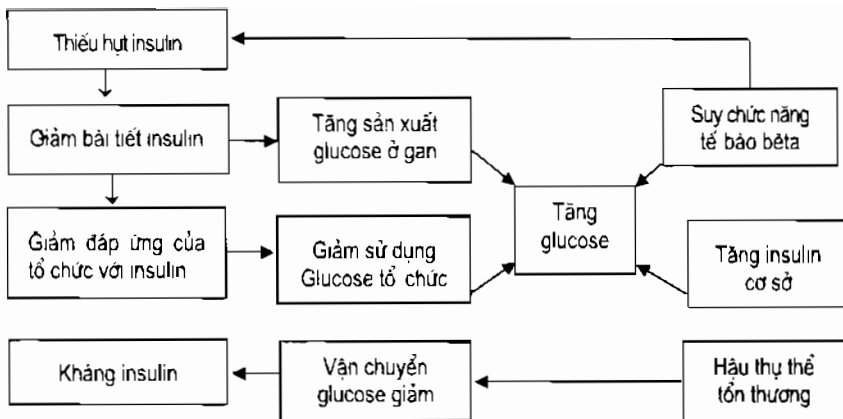 Thiếu hụt insulin
Giảm bài tiết insulin
Tăng sản xuất
glucose ở gan
Suy chức năng
tế bào bêta
Giảm đáp ứng của
tổ chức với insulin
Giảm sử dụng
Glucose tổ chức
Tăng
glucose
Tăng insulin
cơ sở
Kháng insulin
Vận chuyển
glucose giảm
Hậu thụ thể
tổn thương